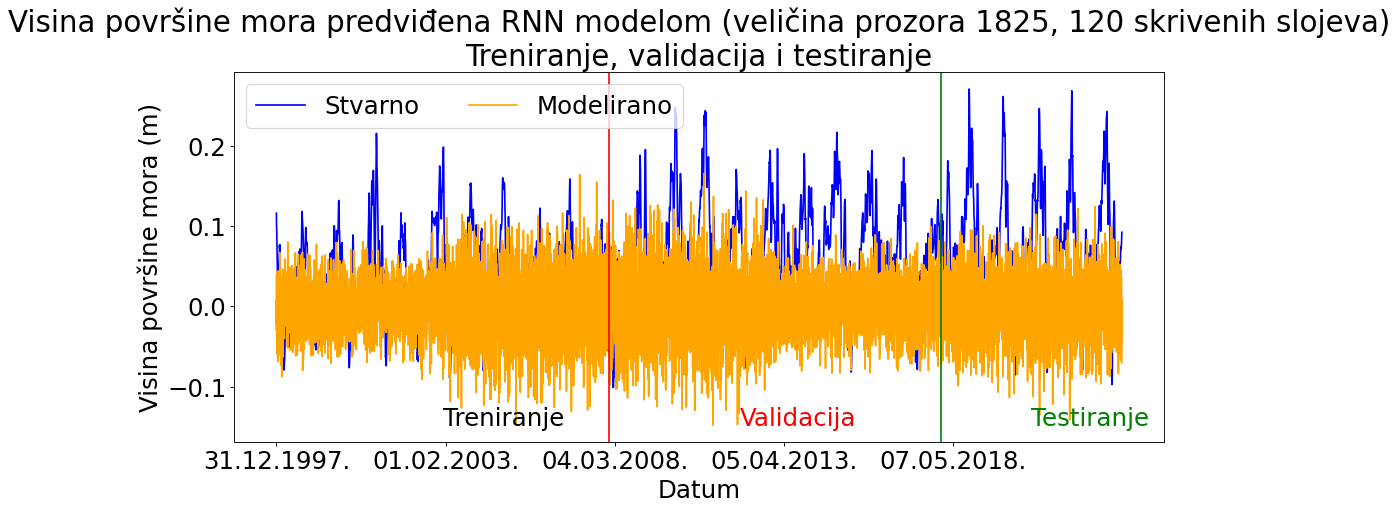 Visina površine mora predviđena RNN modelom (veličina prozora 1825, 120 skrivenih slojeva)
Treniranje, validacija i testiranje
Stvarno
Modelirano
Visina površine mora (m)
0.2
0.1
0.0
−0.1
Treniranje
Validacija
Testiranje
31.12.1997.
01.02.2003.
04.03.2008.
05.04.2013.
07.05.2018.
Datum